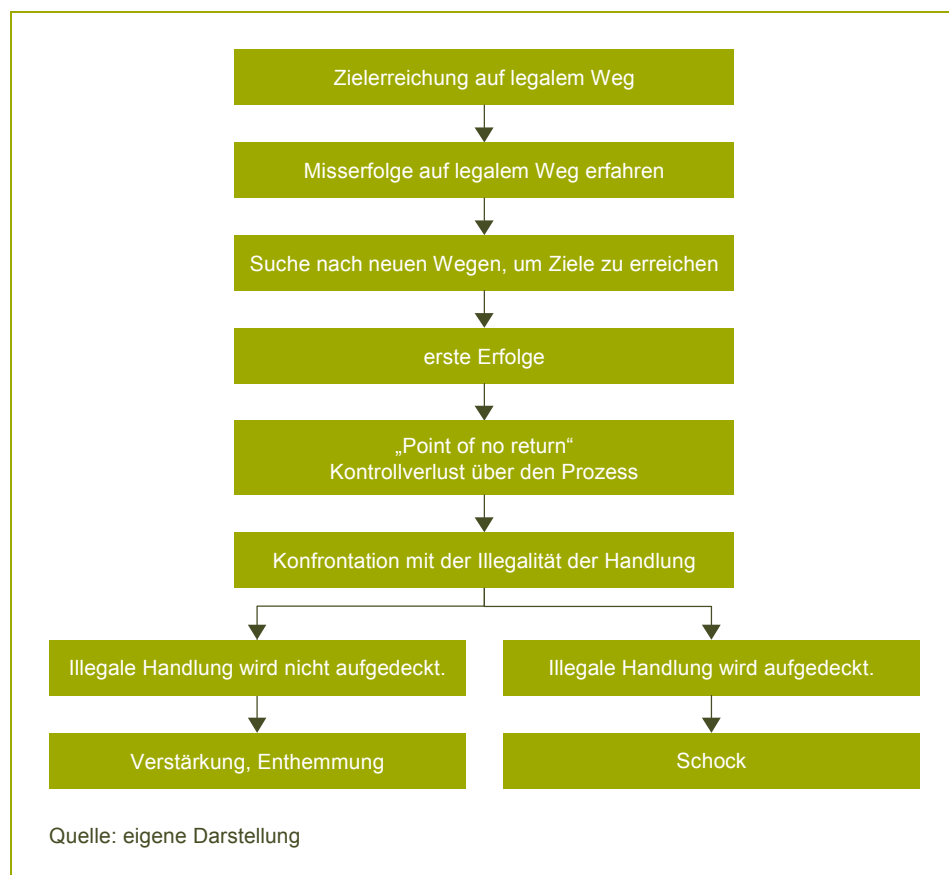 Zielerreichung auf legalem Weg
Misserfolge auf legalem Weg erfahren
Suche nach neuen Wegen, um Ziele zu erreichen
erste Erfolge
„Point of no return“
Kontrollverlust über den Prozess
Konfrontation mit der Illegalität der Handlung
Illegale Handlung wird nicht aufgedeckt.
Illegale Handlung wird aufgedeckt.
Verstärkung, Enthemmung
Schock
Quelle: eigene Darstellung